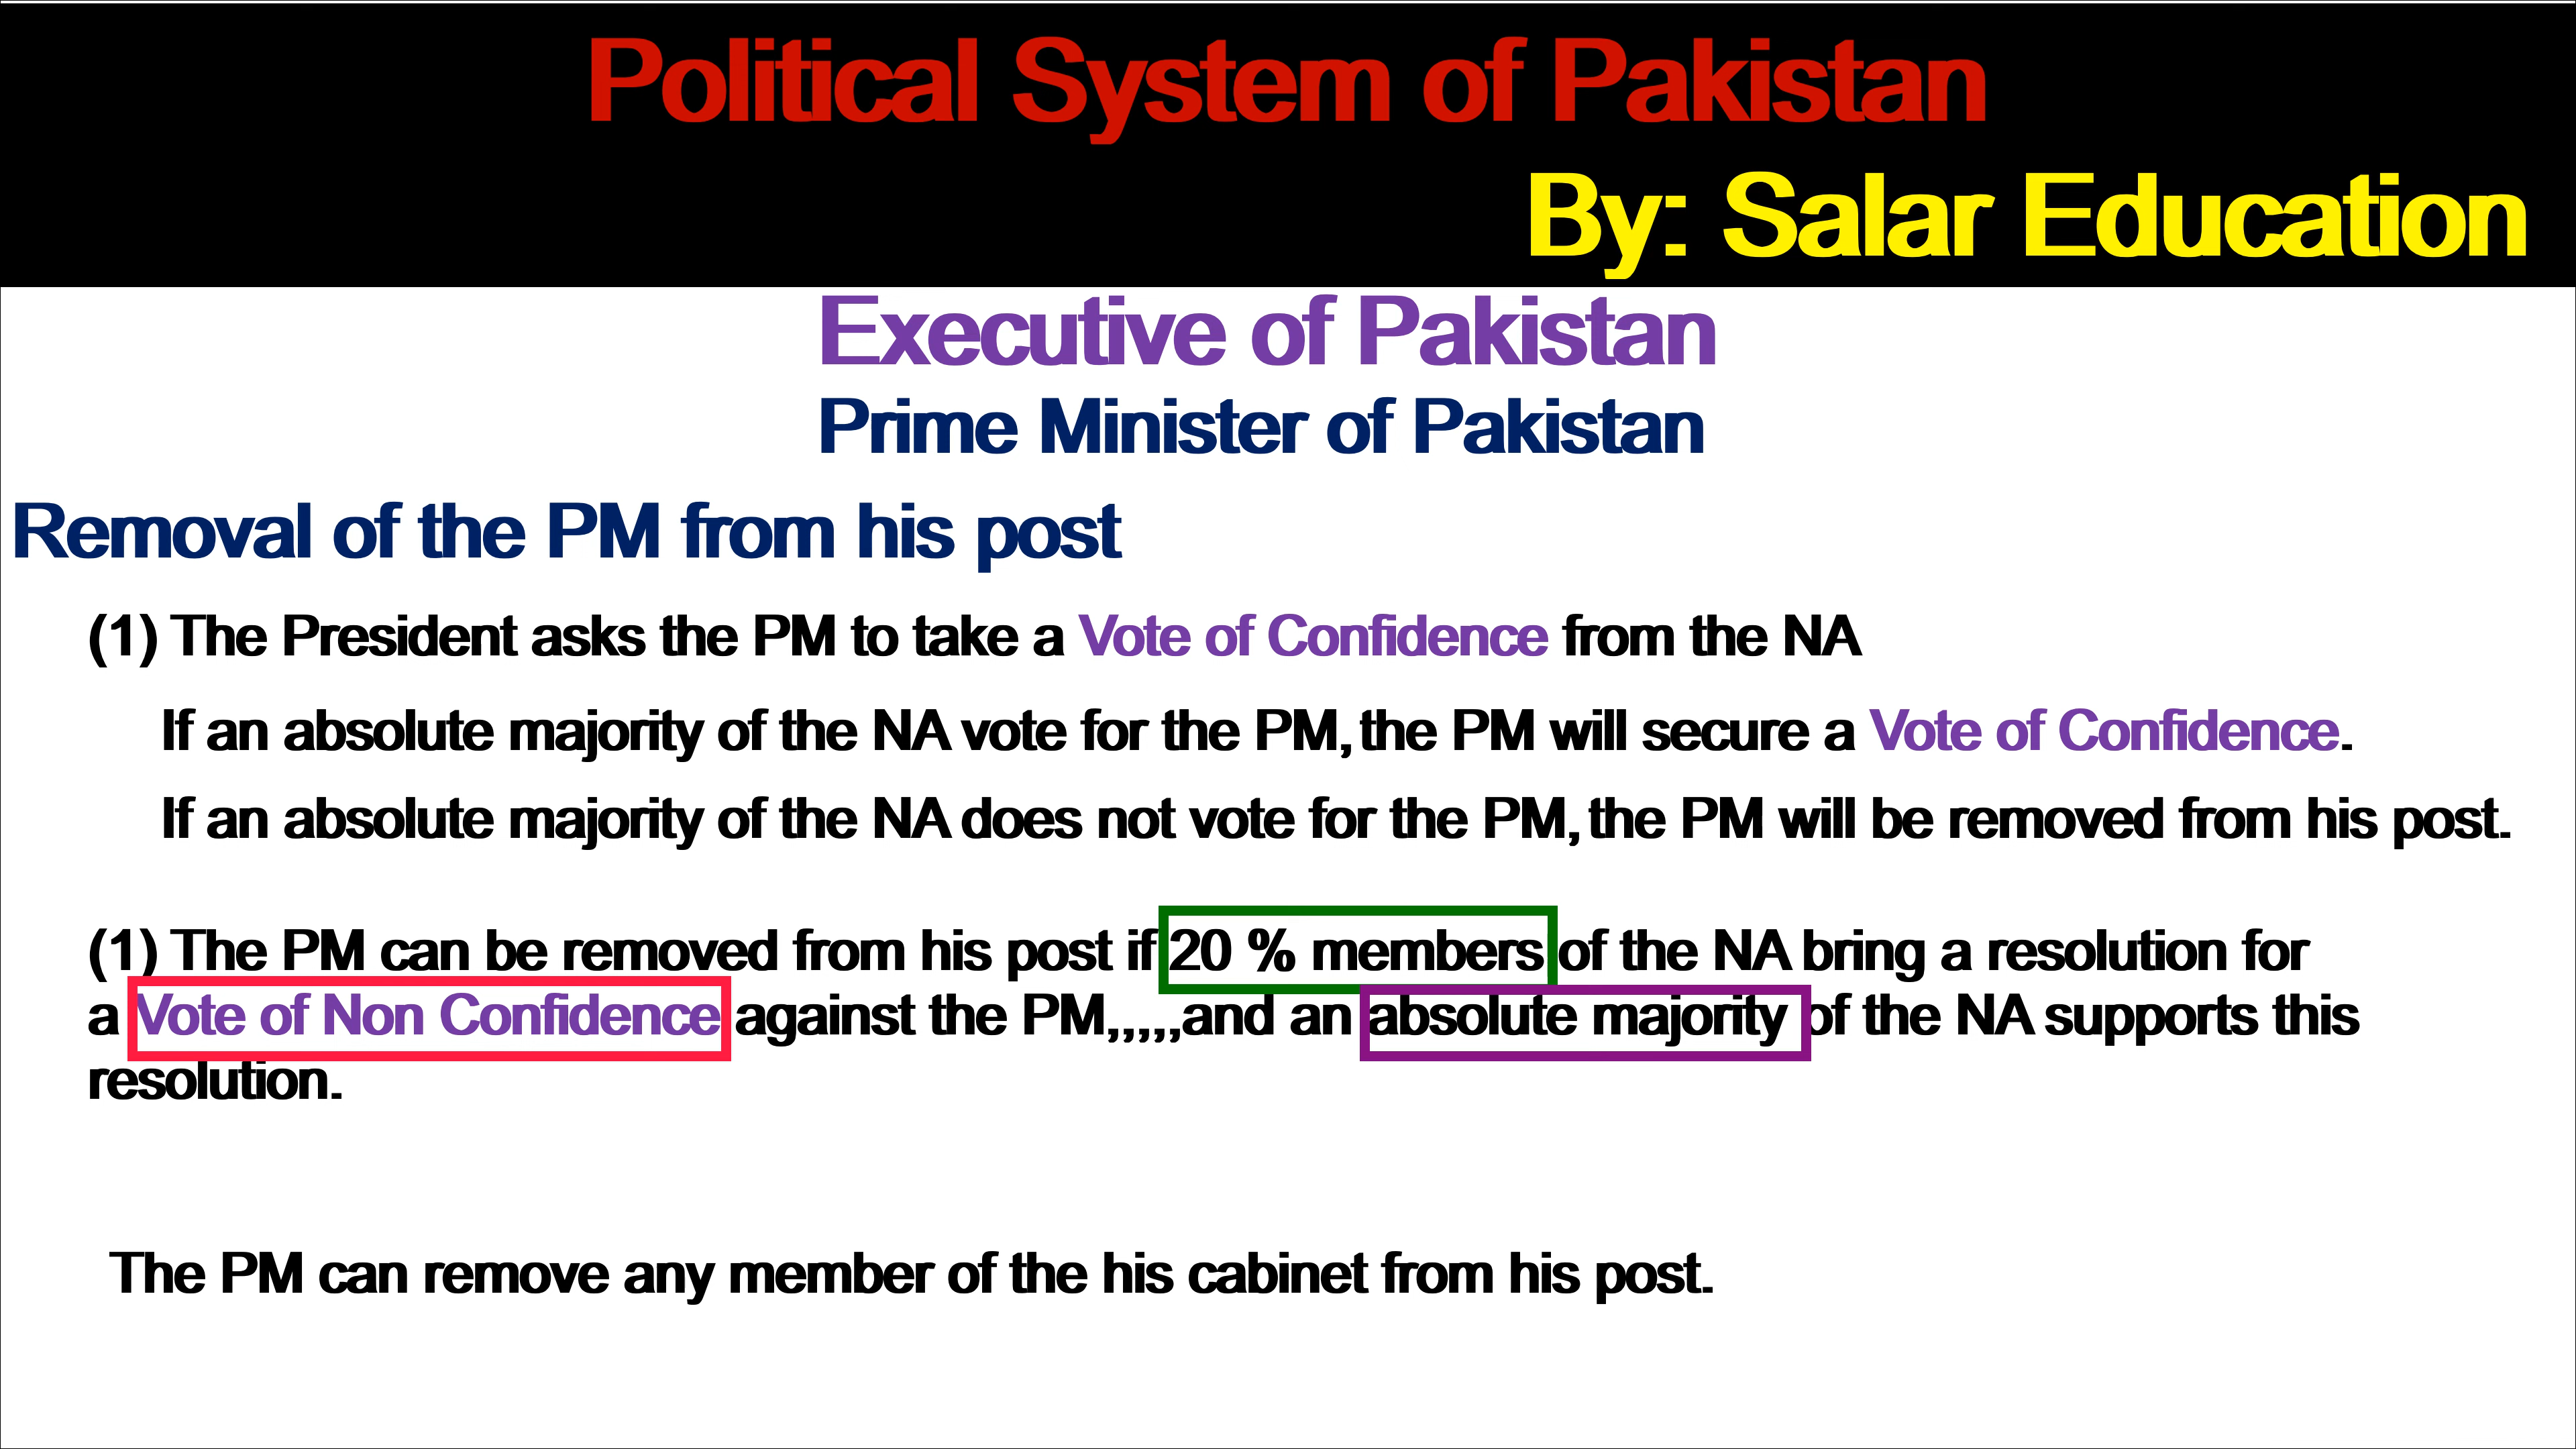 Political System of Pakistan
By: Salar Education
Executive of Pakistan
Prime Minister of Pakistan
Removal of the PM from his post
(1) The President asks the PM to take a Vote of Confidence from the NA
If an absolute majority of the NA vote for the PM, the PM will secure a Vote of Confidence.
If an absolute majority of the NA does not vote for the PM, the PM will be removed from his post.
(1) The PM can be removed from his post if 20 % members of the NA bring a resolution for
a Vote of Non Confidence against the PM,,,,,and an absolute majority of the NA supports this
resolution.
The PM can remove any member of the his cabinet from his post.